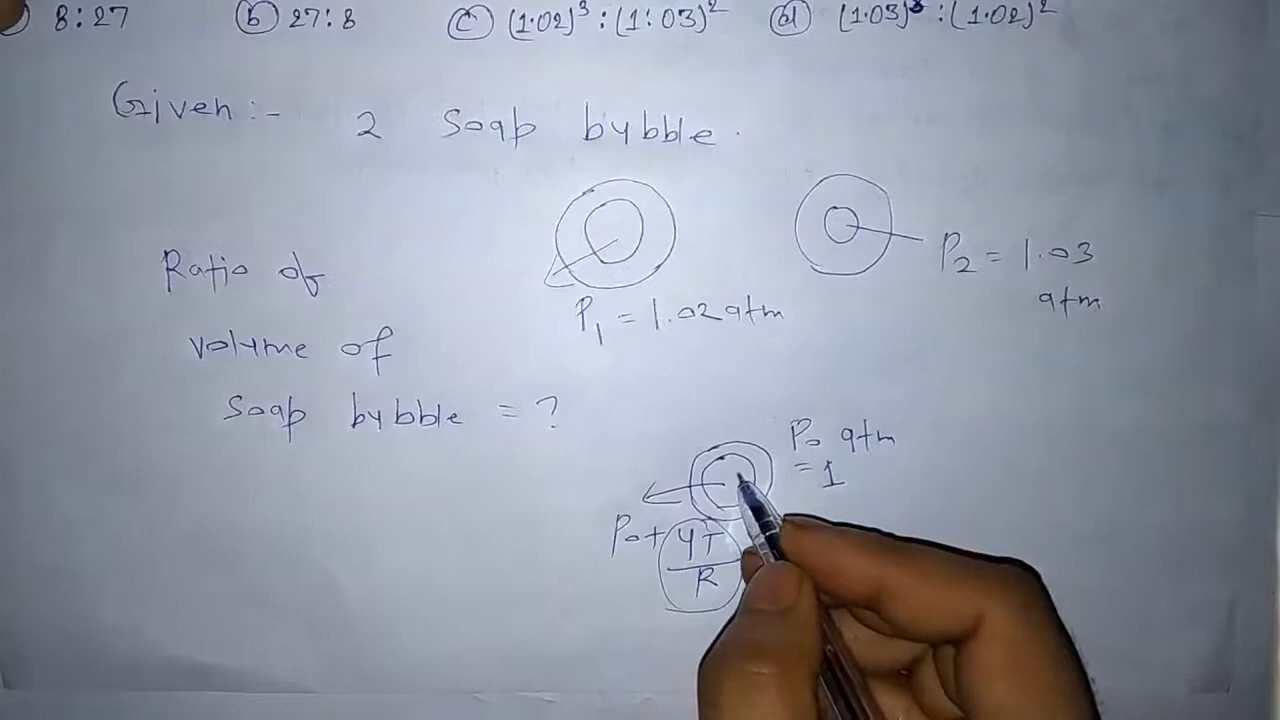 ) 8:27 (b) 27:8 (c) (1.02)³ : (1:03)² (d) (1.03)³ : (1.02)²
Given :- 2 Soap bubble.
Ratio of
volume of
Soap bubble = ?
P₁ = 1.02 atm
P₂ = 1.03
atm
P₀ atm
= 1
P₀ + 4T/R